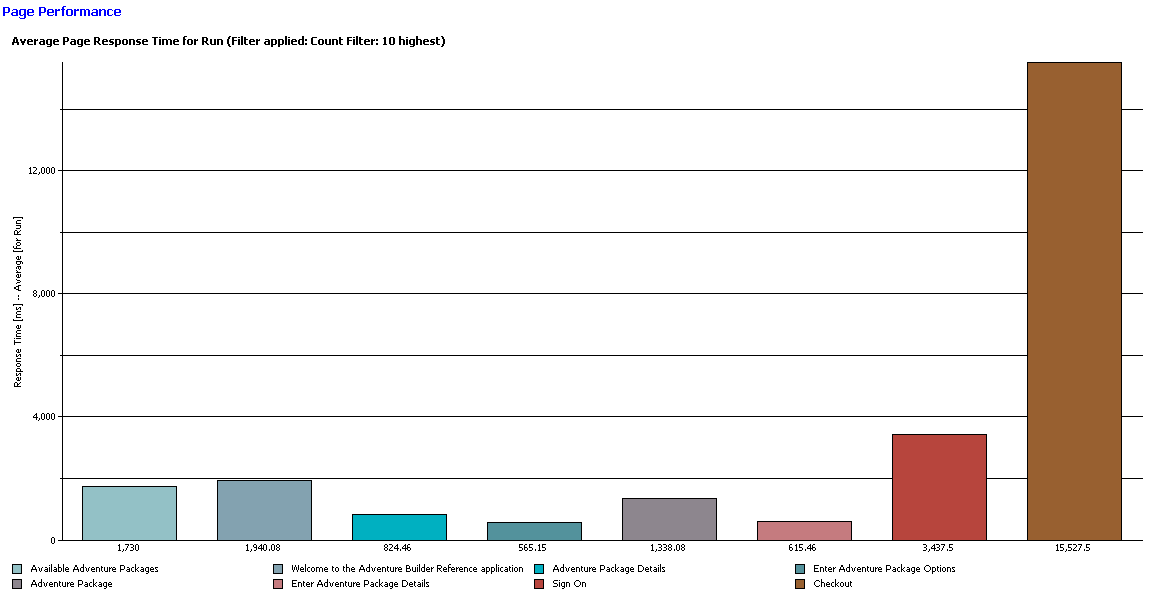 Page Performance
Average Page Response Time for Run (Filter applied: Count Filter: 10 highest)
Response Time [ms] -- Average [for Run]
12,000
8,000
4,000
0
1,730 1,940.08 824.46 565.15 1,338.08 615.46 3,437.5 15,527.5
Available Adventure Packages Welcome to the Adventure Builder Reference application Adventure Package Details Enter Adventure Package Options
Adventure Package Enter Adventure Package Details Sign On Checkout